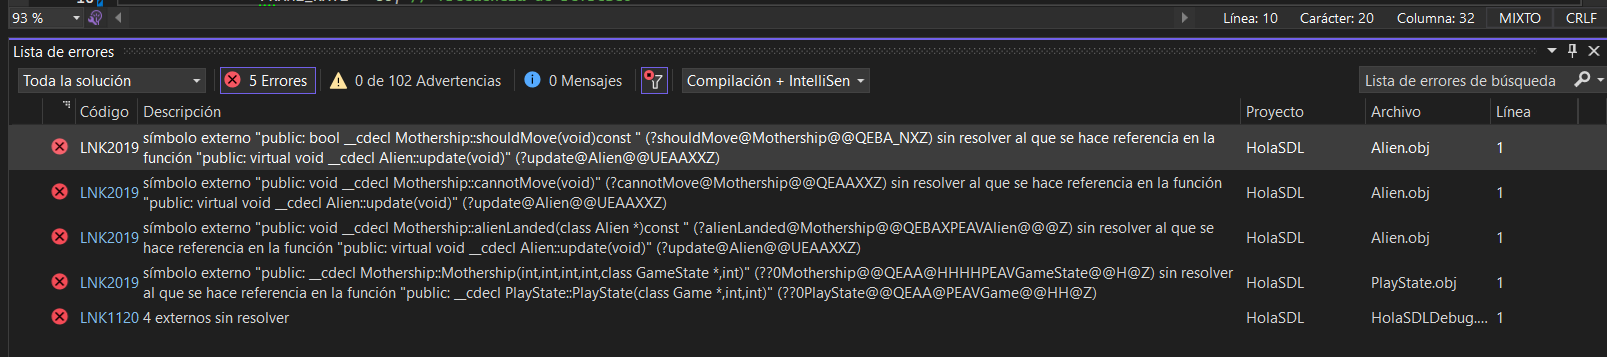 93 %
Línea: 10 Carácter: 20 Columna: 32 MIXTO CRLF
Lista de errores
Toda la solución 5 Errores 0 de 102 Advertencias 0 Mensajes Compilación + IntelliSen Lista de errores de búsqueda
Código Descripción Proyecto Archivo Línea
LNK2019 símbolo externo "public: bool __cdecl Mothership::shouldMove(void)const " (?shouldMove@Mothership@@QEBA_NXZ) sin resolver al que se hace referencia en la
función "public: virtual void __cdecl Alien::update(void)" (?update@Alien@@UEAAXXZ) HolaSDL Alien.obj 1
LNK2019 símbolo externo "public: void __cdecl Mothership::cannotMove(void)" (?cannotMove@Mothership@@QEAAXXZ) sin resolver al que se hace referencia en la función
"public: virtual void __cdecl Alien::update(void)" (?update@Alien@@UEAAXXZ) HolaSDL Alien.obj 1
LNK2019 símbolo externo "public: void __cdecl Mothership::alienLanded(class Alien *)const " (?alienLanded@Mothership@@QEBAXPEAVAlien@@@Z) sin resolver al que se
hace referencia en la función "public: virtual void __cdecl Alien::update(void)" (?update@Alien@@UEAAXXZ) HolaSDL Alien.obj 1
LNK2019 símbolo externo "public: __cdecl Mothership::Mothership(int,int,int,int,class GameState *,int)" (??0Mothership@@QEAA@HHHHPEAVGameState@@H@Z) sin resolver
al que se hace referencia en la función "public: __cdecl PlayState::PlayState(class Game *,int,int)" (??0PlayState@@QEAA@PEAVGame@@HH@Z) HolaSDL PlayState.obj 1
LNK1120 4 externos sin resolver HolaSDL HolaSDLDebug.... 1